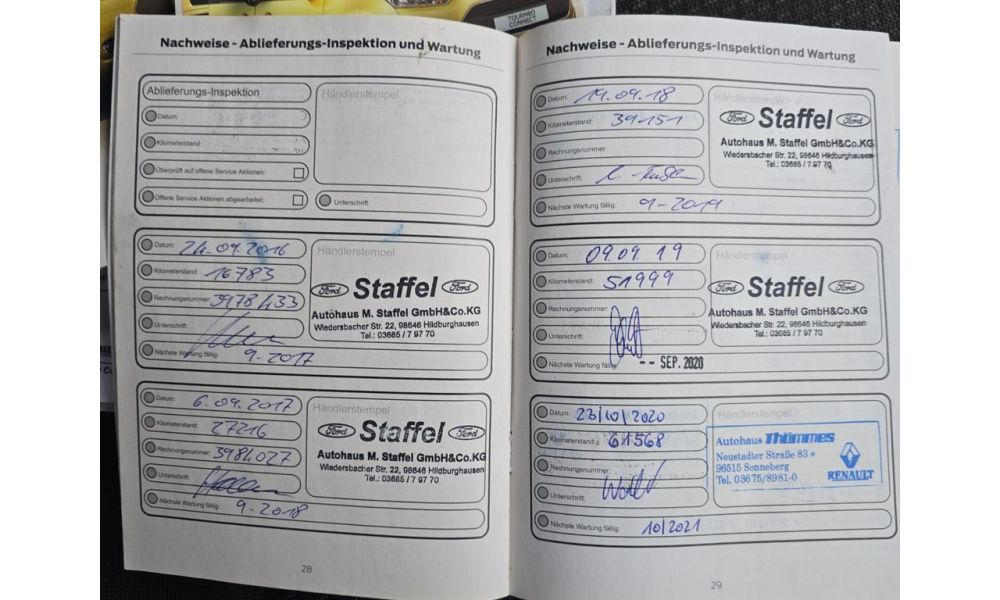 TOURNEO
CONNECT
Nachweise - Ablieferungs-Inspektion und Wartung
Ablieferungs-Inspektion
Händlerstempel
Datum:
Kilometerstand:
Überprüft auf offene Service Aktionen:
Offene Service Aktionen abgearbeitet:
Unterschrift:
Datum: 24.09.2016
Kilometerstand: 16783
Rechnungsnummer: 3978433
Unterschrift:
Nächste Wartung fällig: 9-2017
Händlerstempel
Ford Staffel Ford
Autohaus M. Staffel GmbH&Co.KG
Wiedersbacher Str. 22, 98646 Hildburghausen
Tel.: 03685 / 7 97 70
Datum: 6.09.2017
Kilometerstand: 27216
Rechnungsnummer: 3984027
Unterschrift:
Nächste Wartung fällig: 9-2018
Händlerstempel
Ford Staffel Ford
Autohaus M. Staffel GmbH&Co.KG
Wiedersbacher Str. 22, 98646 Hildburghausen
Tel.: 03685 / 7 97 70
28
Nachweise - Ablieferungs-Inspektion und Wartung
Datum: 19.09.18
Kilometerstand: 39151
Rechnungsnummer:
Unterschrift:
Nächste Wartung fällig: 9-2019
Händlerstempel
Ford Staffel Ford
Autohaus M. Staffel GmbH&Co.KG
Wiedersbacher Str. 22, 98646 Hildburghausen
Tel.: 03685 / 7 97 70
Datum: 09.09.19
Kilometerstand: 51999
Rechnungsnummer:
Unterschrift:
Nächste Wartung fällig: -- SEP. 2020
Händlerstempel
Ford Staffel Ford
Autohaus M. Staffel GmbH&Co.KG
Wiedersbacher Str. 22, 98646 Hildburghausen
Tel.: 03685 / 7 97 70
Datum: 23/10/2020
Kilometerstand: 61568
Rechnungsnummer:
Unterschrift:
Nächste Wartung fällig: 10/2021
Händlerstempel
Autohaus Thömmes
Neustadter Straße 83 a
96515 Sonneberg
Tel. 03675/8981-0
RENAULT
29